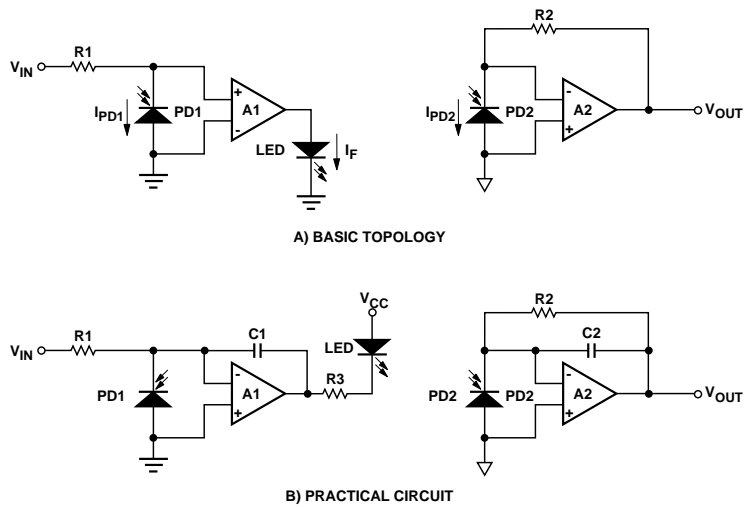 R1
V_IN
I_PD1
PD1
+
A1
-
LED
I_F
R2
I_PD2
PD2
-
A2
+
V_OUT
A) BASIC TOPOLOGY
V_CC
R1
V_IN
C1
LED
PD1
-
A1
+
R3
R2
C2
PD2
PD2
-
A2
+
V_OUT
B) PRACTICAL CIRCUIT